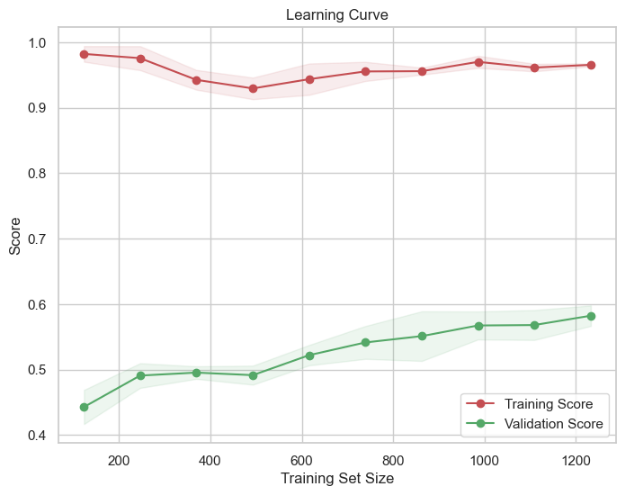 Learning Curve
1.0
0.9
0.8
0.7
0.6
0.5
0.4
Score
200
400
600
800
1000
1200
Training Set Size
Training Score
Validation Score